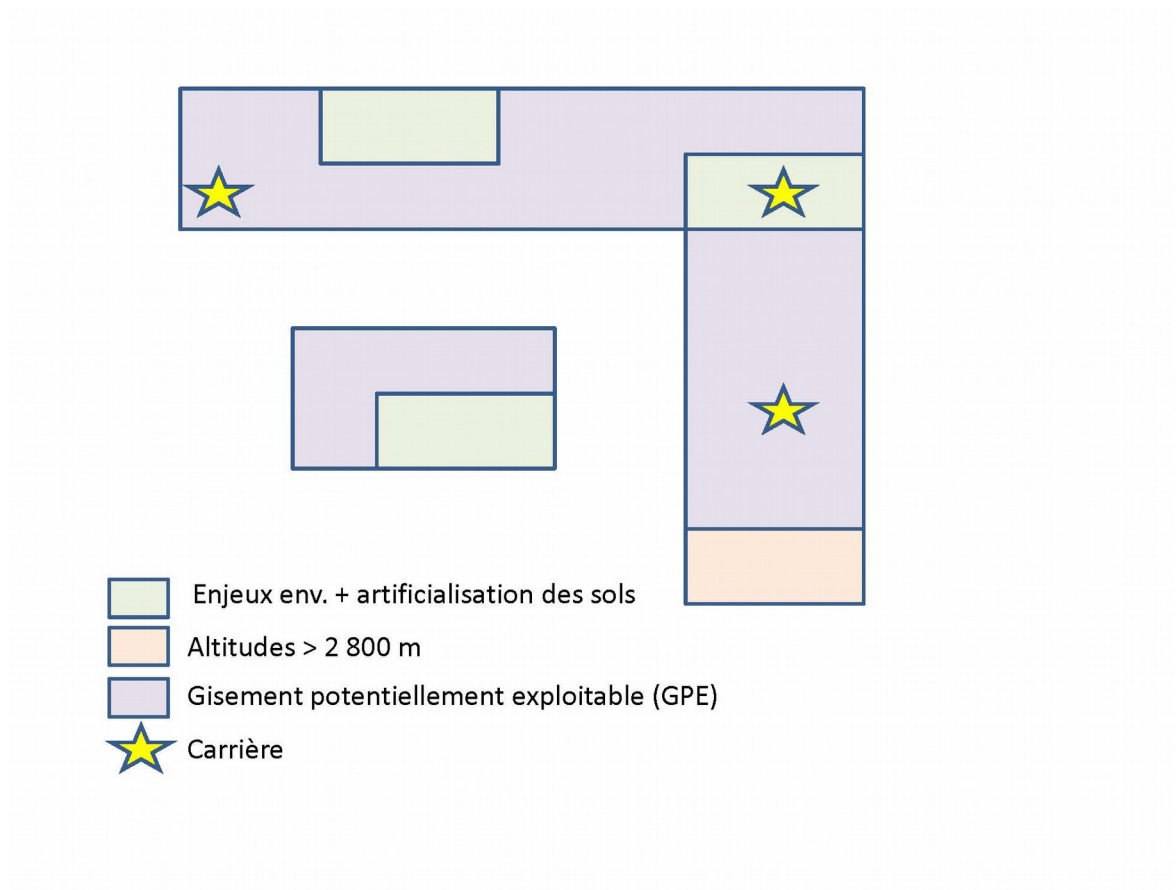 Enjeux env. + artificialisation des sols
Altitudes > 2 800 m
Gisement potentiellement exploitable (GPE)
Carrière